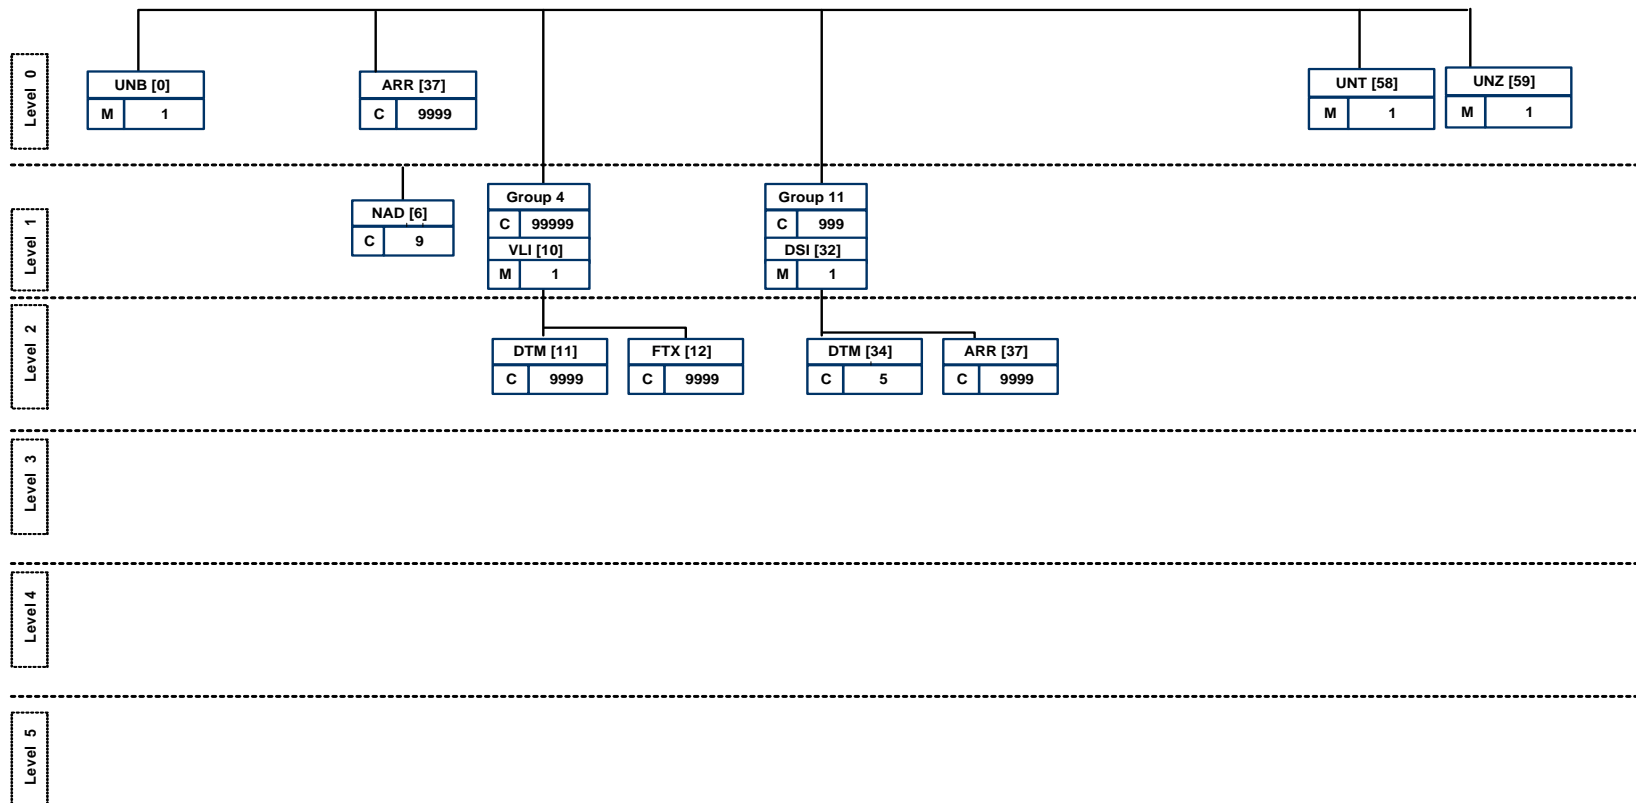 Level 0
UNB [0]
M 1
ARR [37]
C 9999
UNT [58]
M 1
UNZ [59]
M 1
Level 1
NAD [6]
C 9
Group 4
C 99999
VLI [10]
M 1
Group 11
C 999
DSI [32]
M 1
Level 2
DTM [11]
C 9999
FTX [12]
C 9999
DTM [34]
C 5
ARR [37]
C 9999
Level 3
Level 4
Level 5